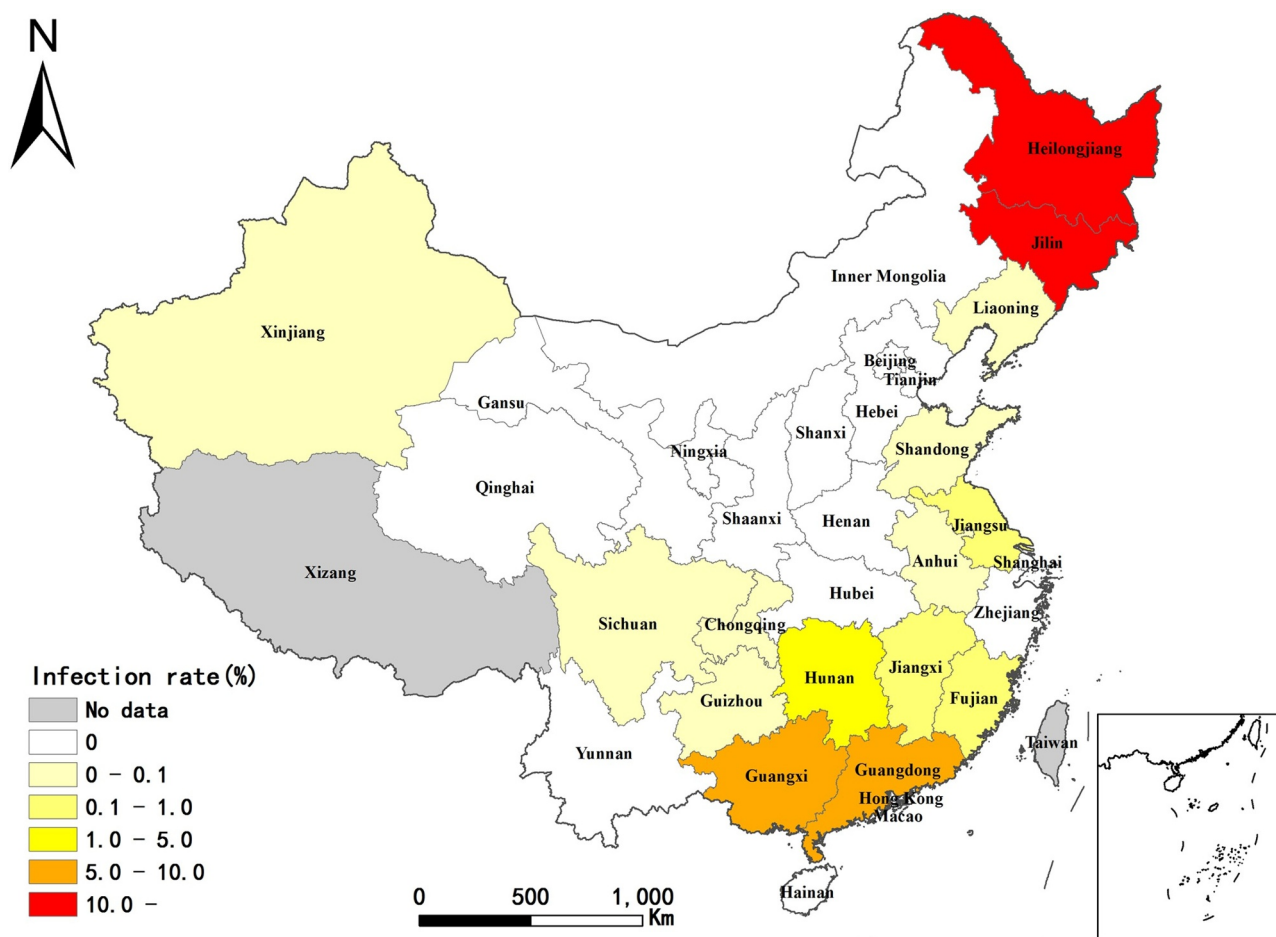 N
Heilongjiang
Jilin
Inner Mongolia
Liaoning
Xinjiang
Beijing
Tianjin
Gansu
Hebei
Shanxi
Ningxia
Shandong
Qinghai
Shaanxi
Henan
Jiangsu
Anhui
Shanghai
Xizang
Hubei
Zhejiang
Sichuan
Chongqing
Hunan
Jiangxi
Guizhou
Fujian
Yunnan
Taiwan
Guangxi
Guangdong
Hong Kong
Macao
Hainan
Infection rate(%)
No data
0
0 - 0.1
0.1 - 1.0
1.0 - 5.0
5.0 - 10.0
10.0 -
0 500 1,000
Km